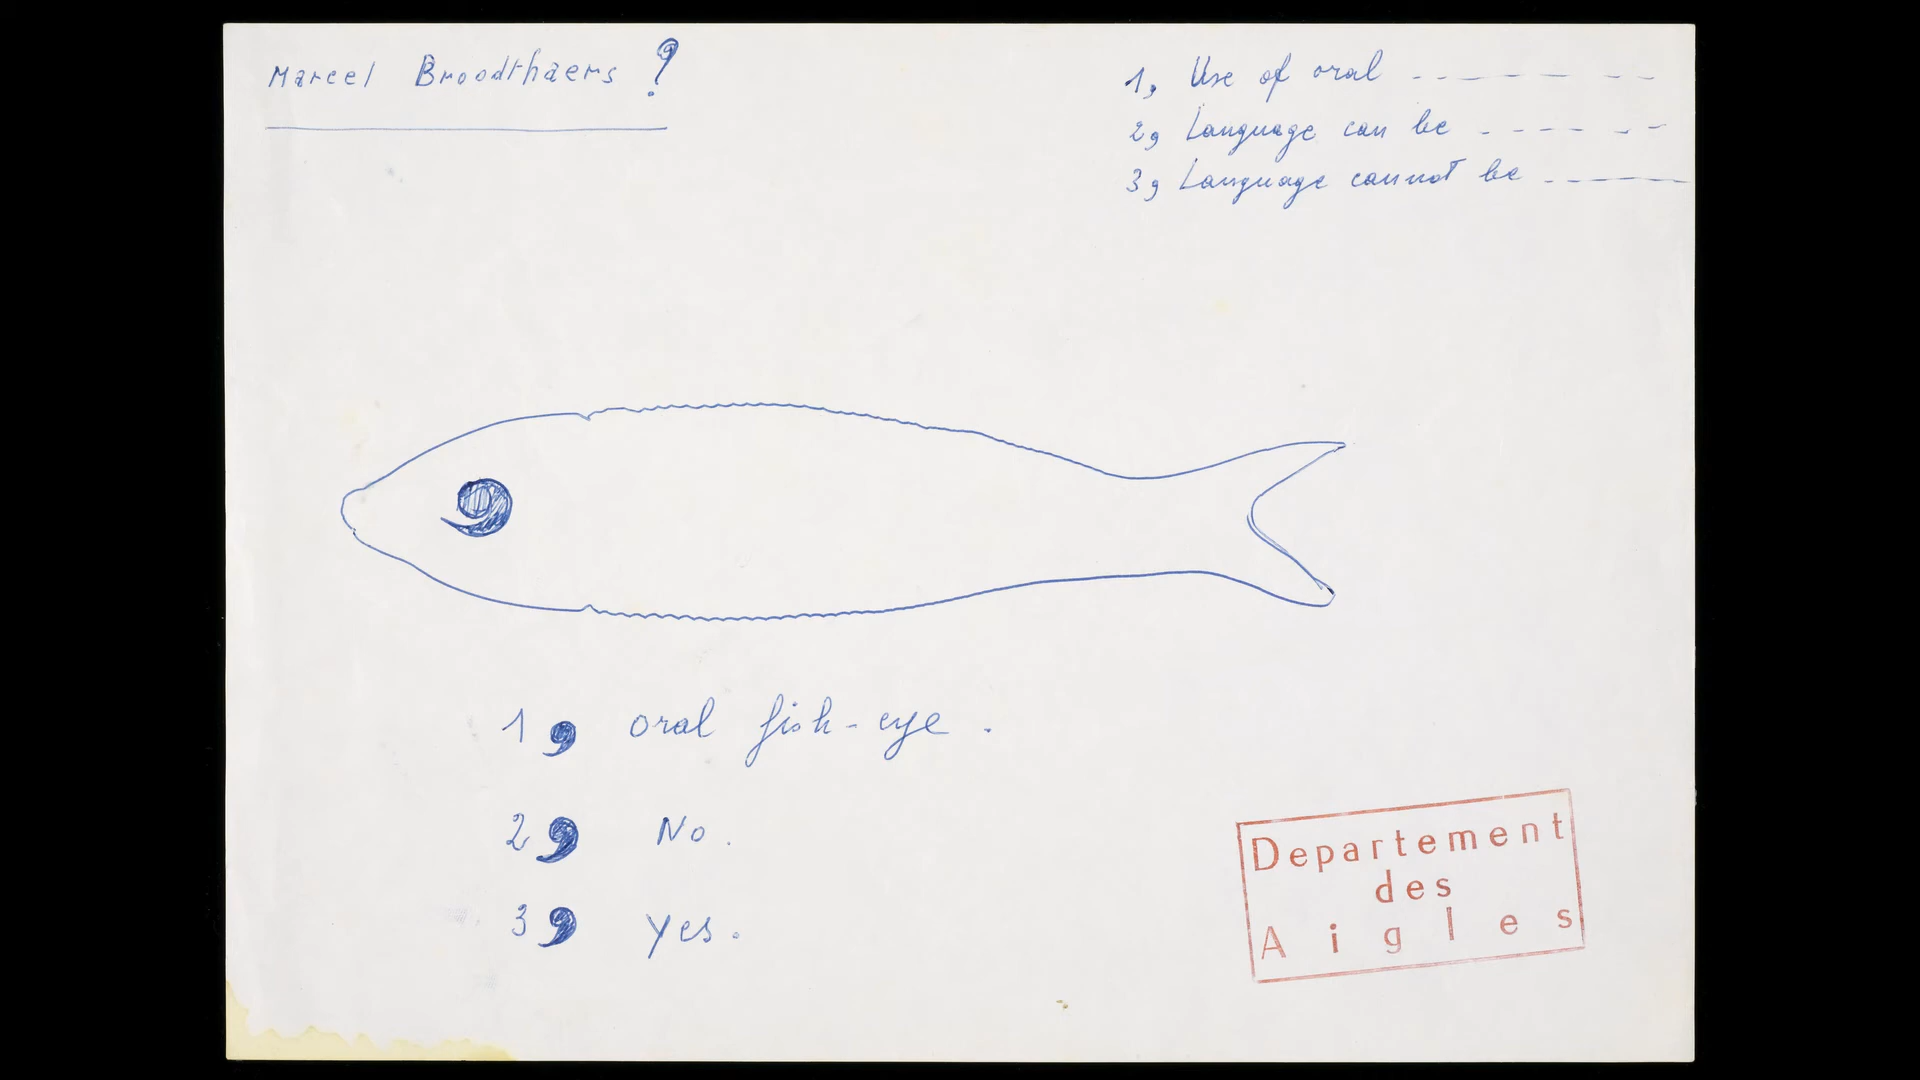 Marcel Broodthaers ?
1, Use of oral -- — — — - —
2, Language can be - - - - - -
3, Language cannot be - - ———
1, oral fish-eye .
2, No .
3, Yes .
Departement
des
Aigles